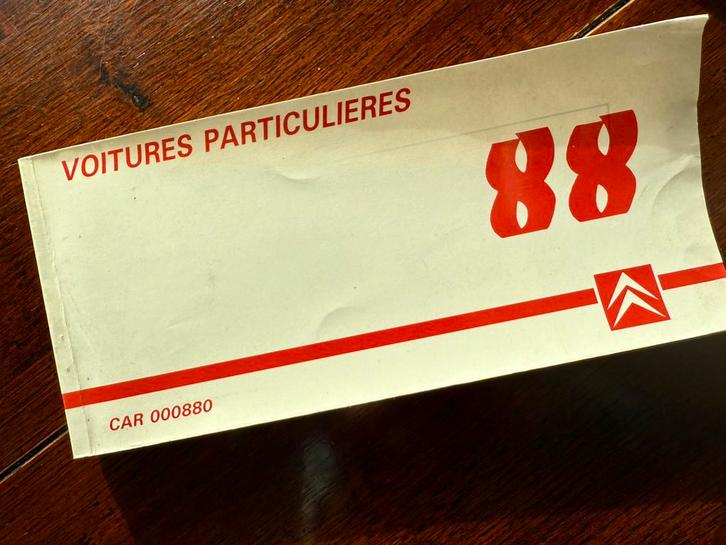 VOITURES PARTICULIERES
88
CAR 000880